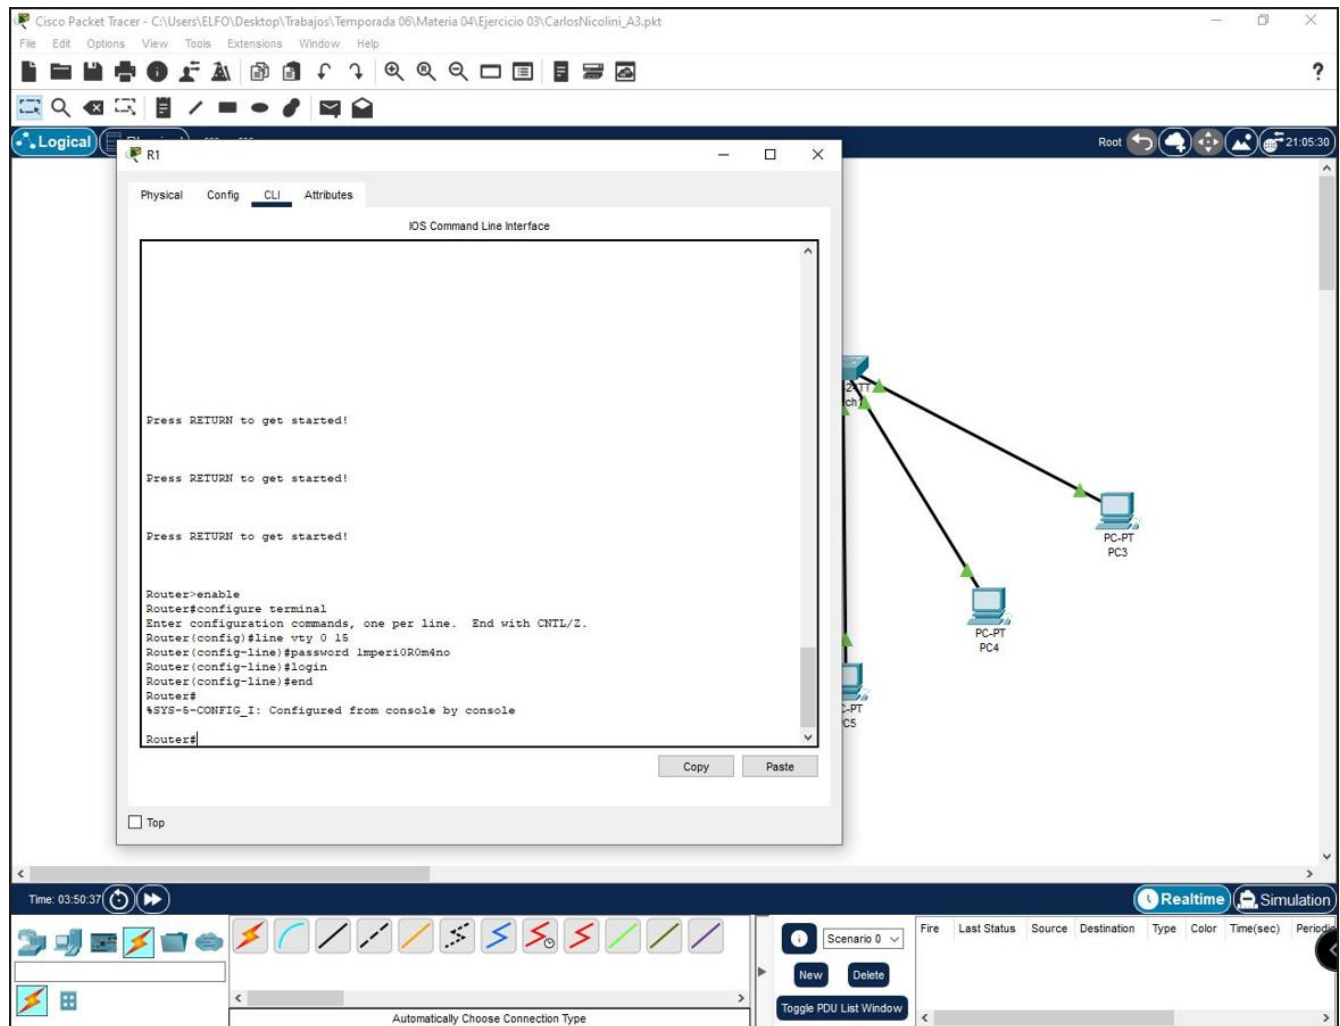 Cisco Packet Tracer - C:\Users\ELFO\Desktop\Trabajos\Temporada 06\Materia 04\Ejercicio 03\CarlosNicolini_A3.pkt
File Edit Options View Tools Extensions Window Help
?
Logical
Root
21:05:30
R1
Physical Config CLI Attributes
IOS Command Line Interface
Press RETURN to get started!
Press RETURN to get started!
Press RETURN to get started!
Router>enable
Router#configure terminal
Enter configuration commands, one per line. End with CNTL/Z.
Router(config)#line vty 0 15
Router(config-line)#password lmperi0R0m4no
Router(config-line)#login
Router(config-line)#end
Router#
%SYS-5-CONFIG_I: Configured from console by console
Router#
Copy Paste
Top
PC-PT
PC3
PC-PT
PC4
Time: 03:50:37
Realtime
Simulation
Scenario 0
New Delete
Toggle PDU List Window
Fire Last Status Source Destination Type Color Time(sec) Periodic
Automatically Choose Connection Type